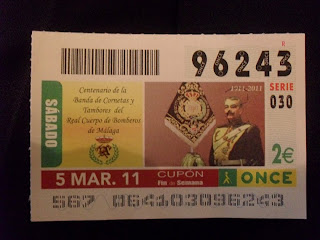 96243
R
SERIE
030
SÁBADO
Centenario de la
Banda de Cornetas y
Tambores del
Real Cuerpo de Bomberos
de Málaga
1911-2011
2€
5 MAR. 11
CUPÓN
Fin de Semana
ONCE
567 064103096243